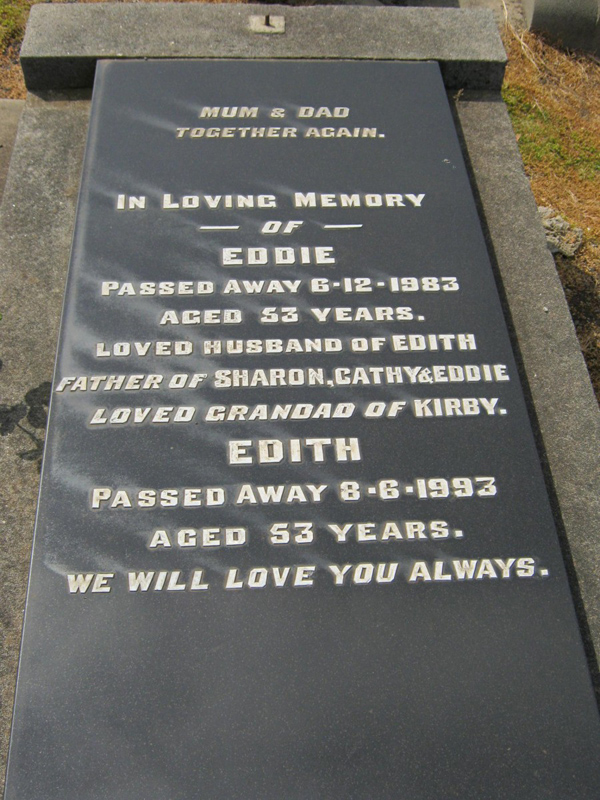 MUM & DAD
TOGETHER AGAIN.
IN LOVING MEMORY
— OF —
EDDIE
PASSED AWAY 6-12-1983
AGED 53 YEARS.
LOVED HUSBAND OF EDITH
FATHER OF SHARON, CATHY & EDDIE
LOVED GRANDAD OF KIRBY.
EDITH
PASSED AWAY 8-6-1993
AGED 53 YEARS.
WE WILL LOVE YOU ALWAYS.